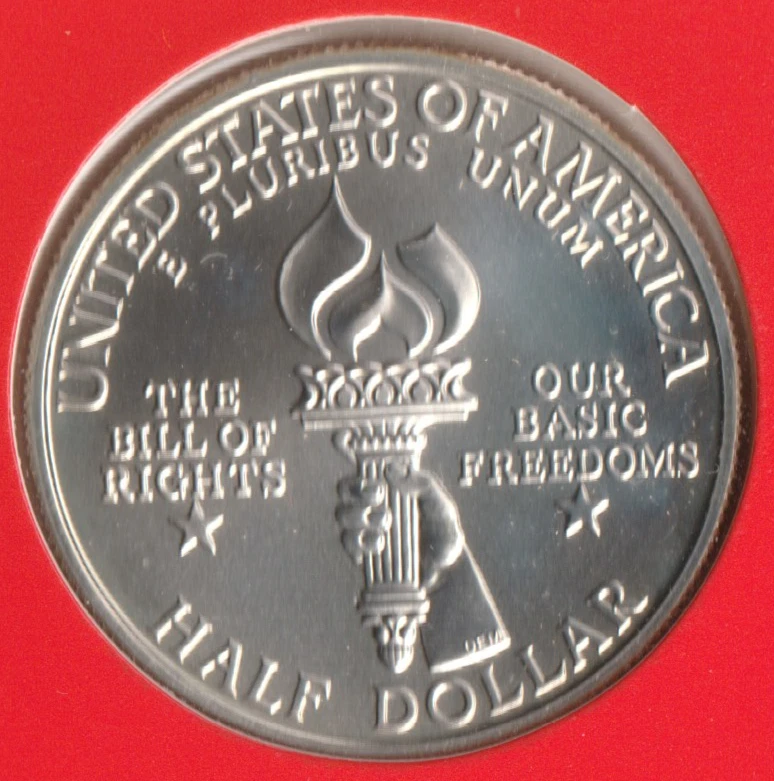 UNITED STATES OF AMERICA
E PLURIBUS UNUM
THE
BILL OF
RIGHTS
OUR
BASIC
FREEDOMS
HALF DOLLAR